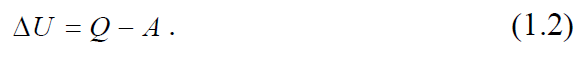 ΔU = Q − A . (1.2)